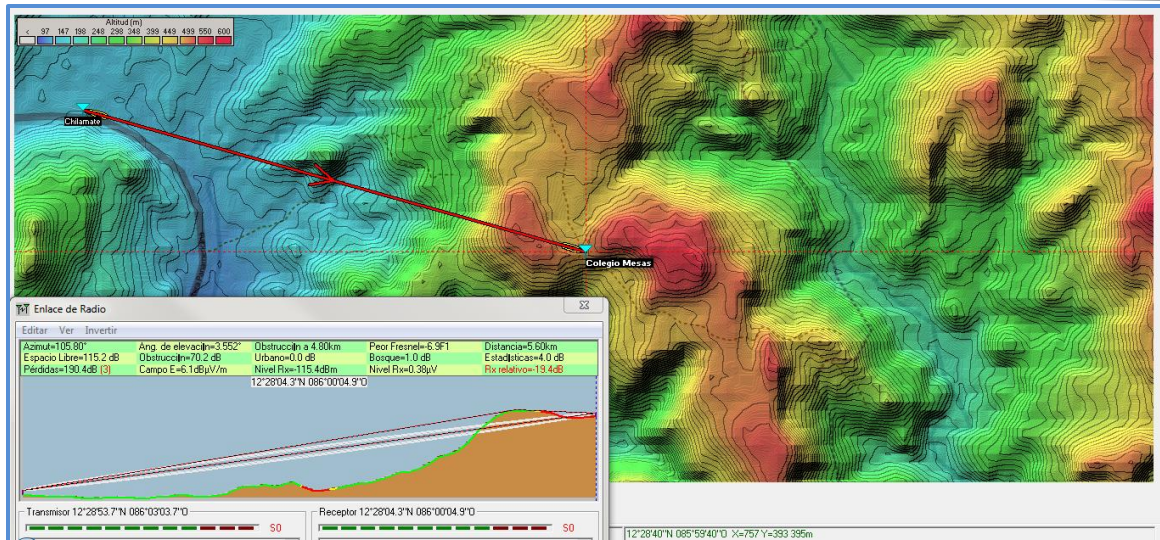 Altitud (m)
< 97 147 198 248 298 348 399 449 499 550 600
Chilamate
Colegio Mesas
Enlace de Radio
Editar Ver Invertir
Azimut=105.80° Ang. de elevación=3.552° Obstrucción a 4.80km Peor Fresnel=-6.9F1 Distancia=5.60km
Espacio Libre=115.2 dB Obstrucción=70.2 dB Urbano=0.0 dB Bosque=1.0 dB Estadísticas=4.0 dB
Pérdidas=190.4dB (3) Campo E=6.1dBµV/m Nivel Rx=-115.4dBm Nivel Rx=0.38µV Rx relativo=-19.4dB
12°28'04.3"N 086°00'04.9"O
Transmisor 12°28'53.7"N 086°03'03.7"O
S0
Receptor 12°28'04.3"N 086°00'04.9"O
S0
12°28'40"N 085°59'40"O X=757 Y=393 395m